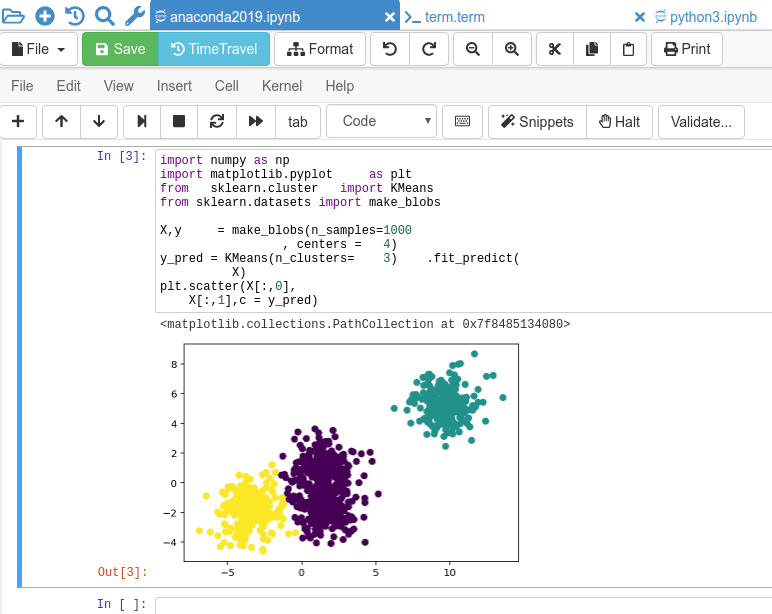 anaconda2019.ipynb × term.term × python3.ipynb
File Save TimeTravel Format Print
File Edit View Insert Cell Kernel Help
tab Code Snippets Halt Validate...
In [3]:
import numpy as np
import matplotlib.pyplot     as plt
from   sklearn.cluster   import KMeans
from sklearn.datasets import make_blobs
X,y     = make_blobs(n_samples=1000
                 , centers =   4)
y_pred = KMeans(n_clusters=    3)    .fit_predict(
          X)
plt.scatter(X[:,0],
    X[:,1],c = y_pred)
<matplotlib.collections.PathCollection at 0x7f8485134080>
8
6
4
2
0
−2
−4
−5 0 5 10
Out[3]:
In [ ]: